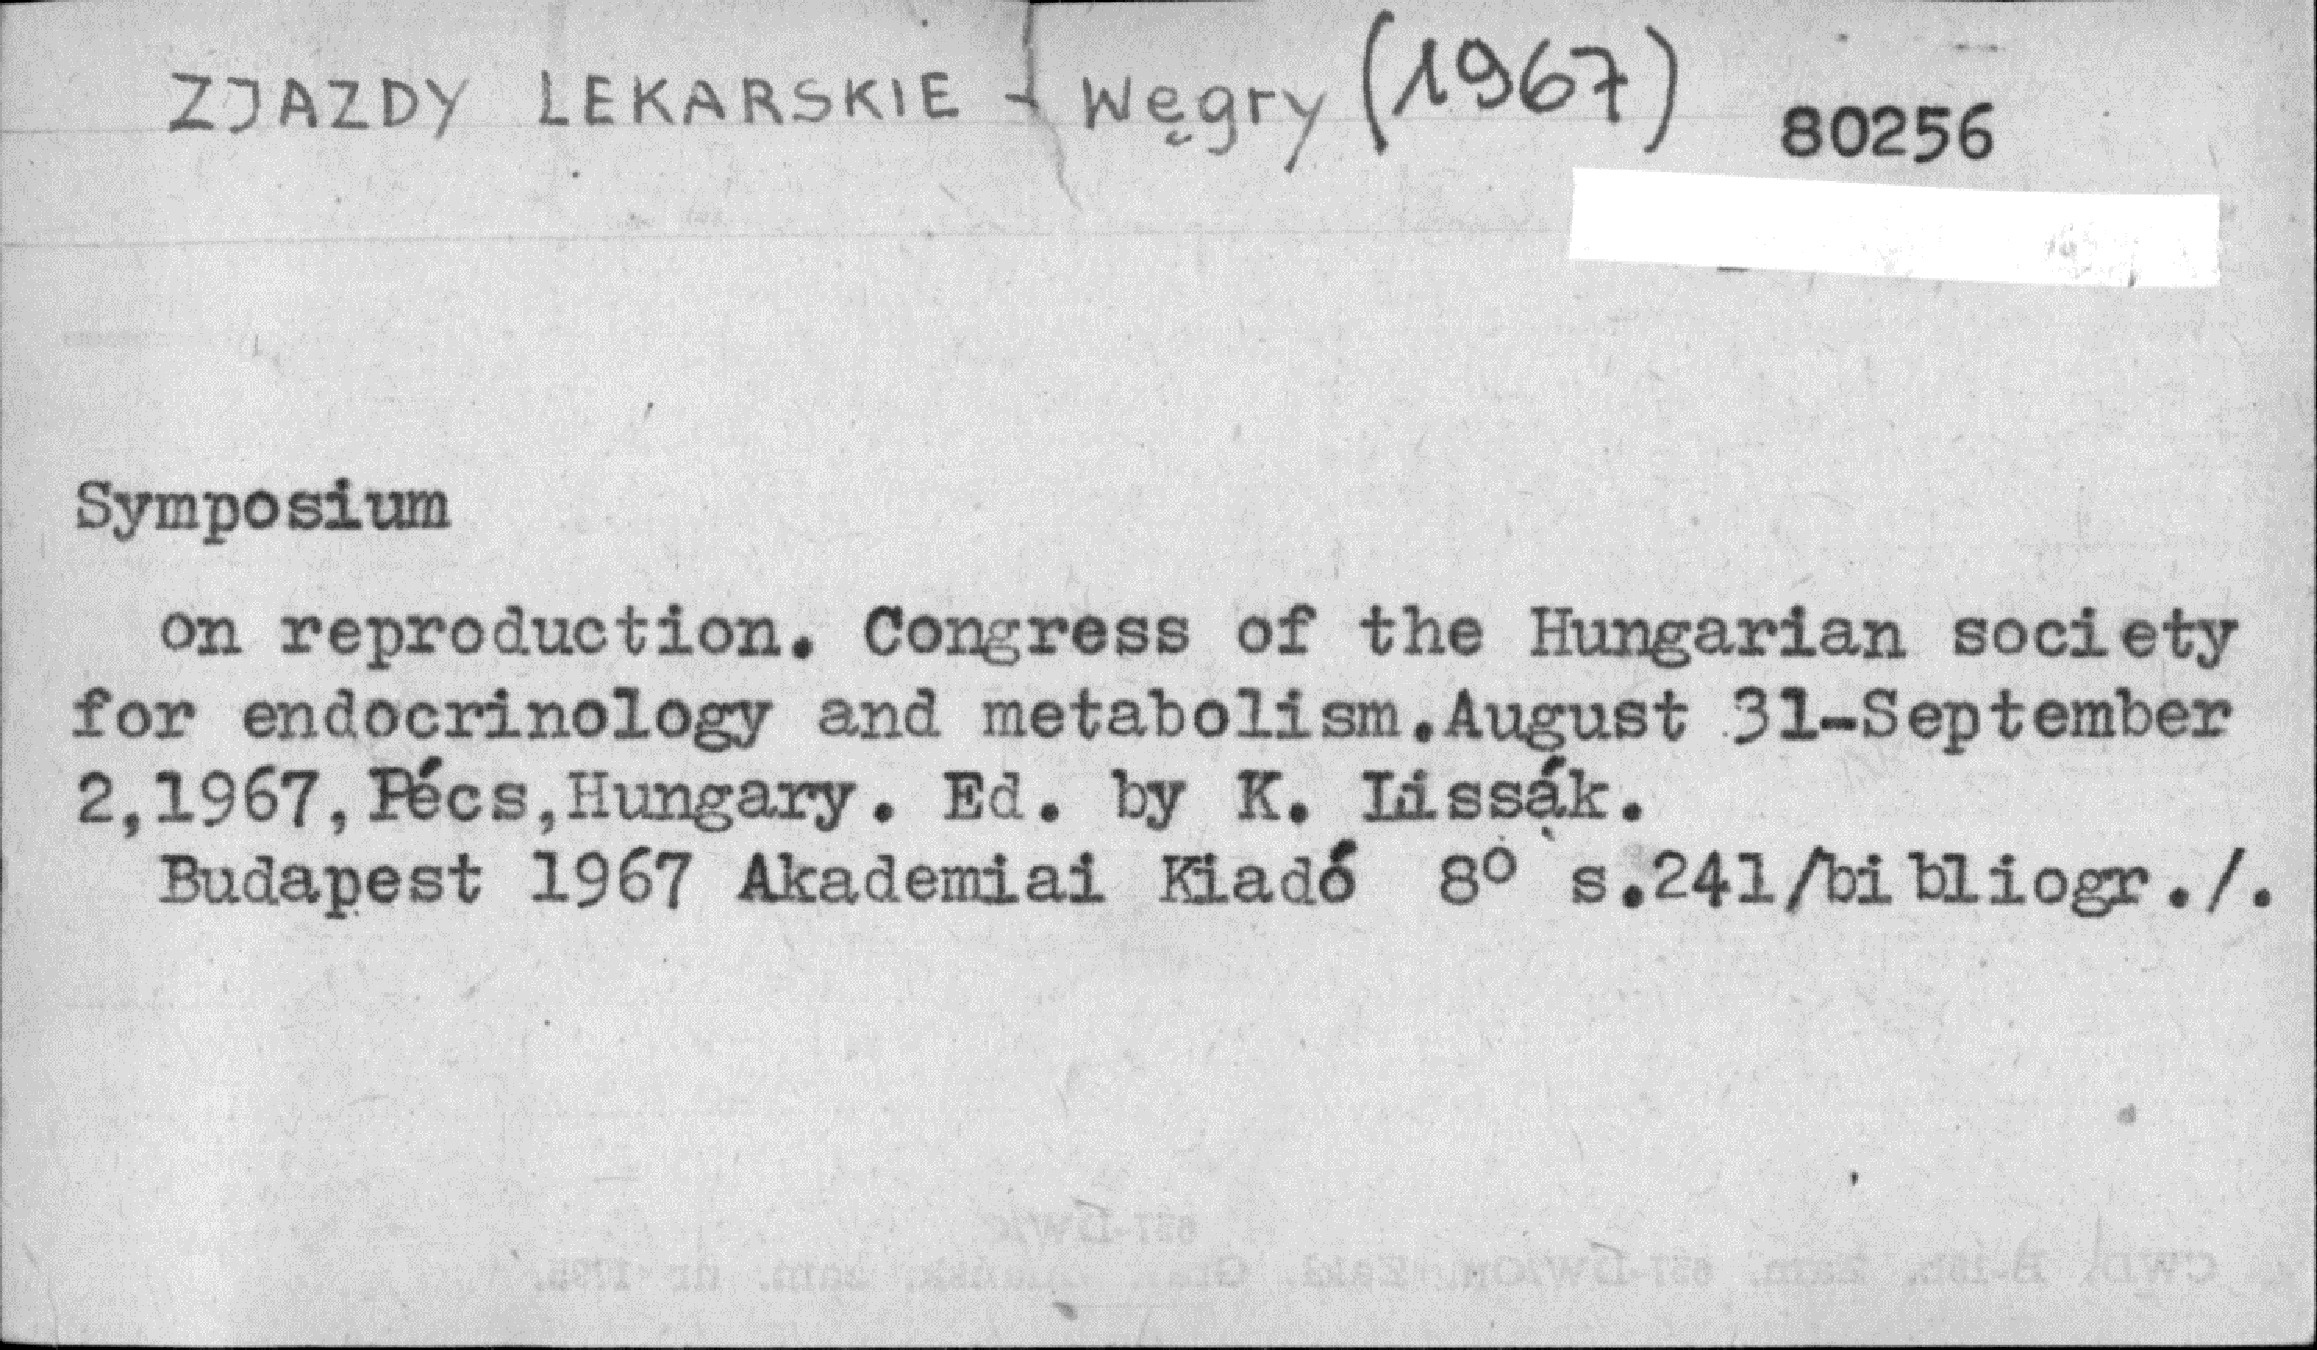 ZJAZDY LEKARSKIE - Węgry (1967) 80256
Symposium
on reproduction. Congress of the Hungarian society
for endocrinology and metabolism.August 31-September
2,1967,Pécs,Hungary. Ed. by K. Lissák.
Budapest 1967 Akademiai Kiadó 8° s.241/bibliogr./.